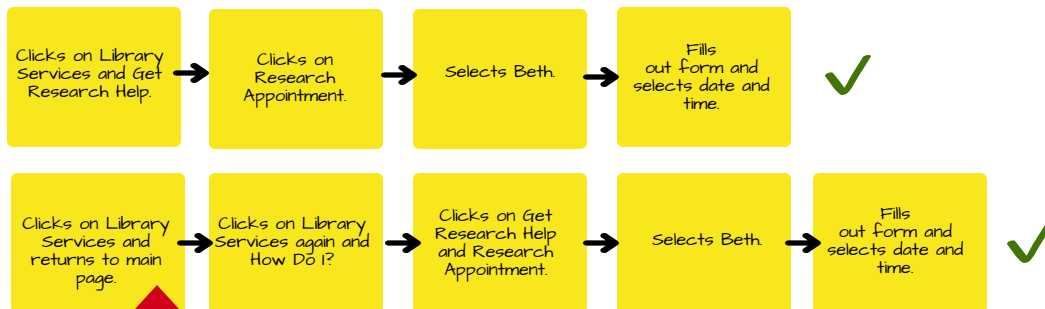 Clicks on Library
Services and Get
Research Help.
Clicks on
Research
Appointment.
Selects Beth.
Fills
out form and
selects date and
time.
Clicks on Library
Services and
returns to main
page.
Clicks on Library
Services again and
How Do I?
Clicks on Get
Research Help
and Research
Appointment.
Selects Beth.
Fills
out form and
selects date and
time.